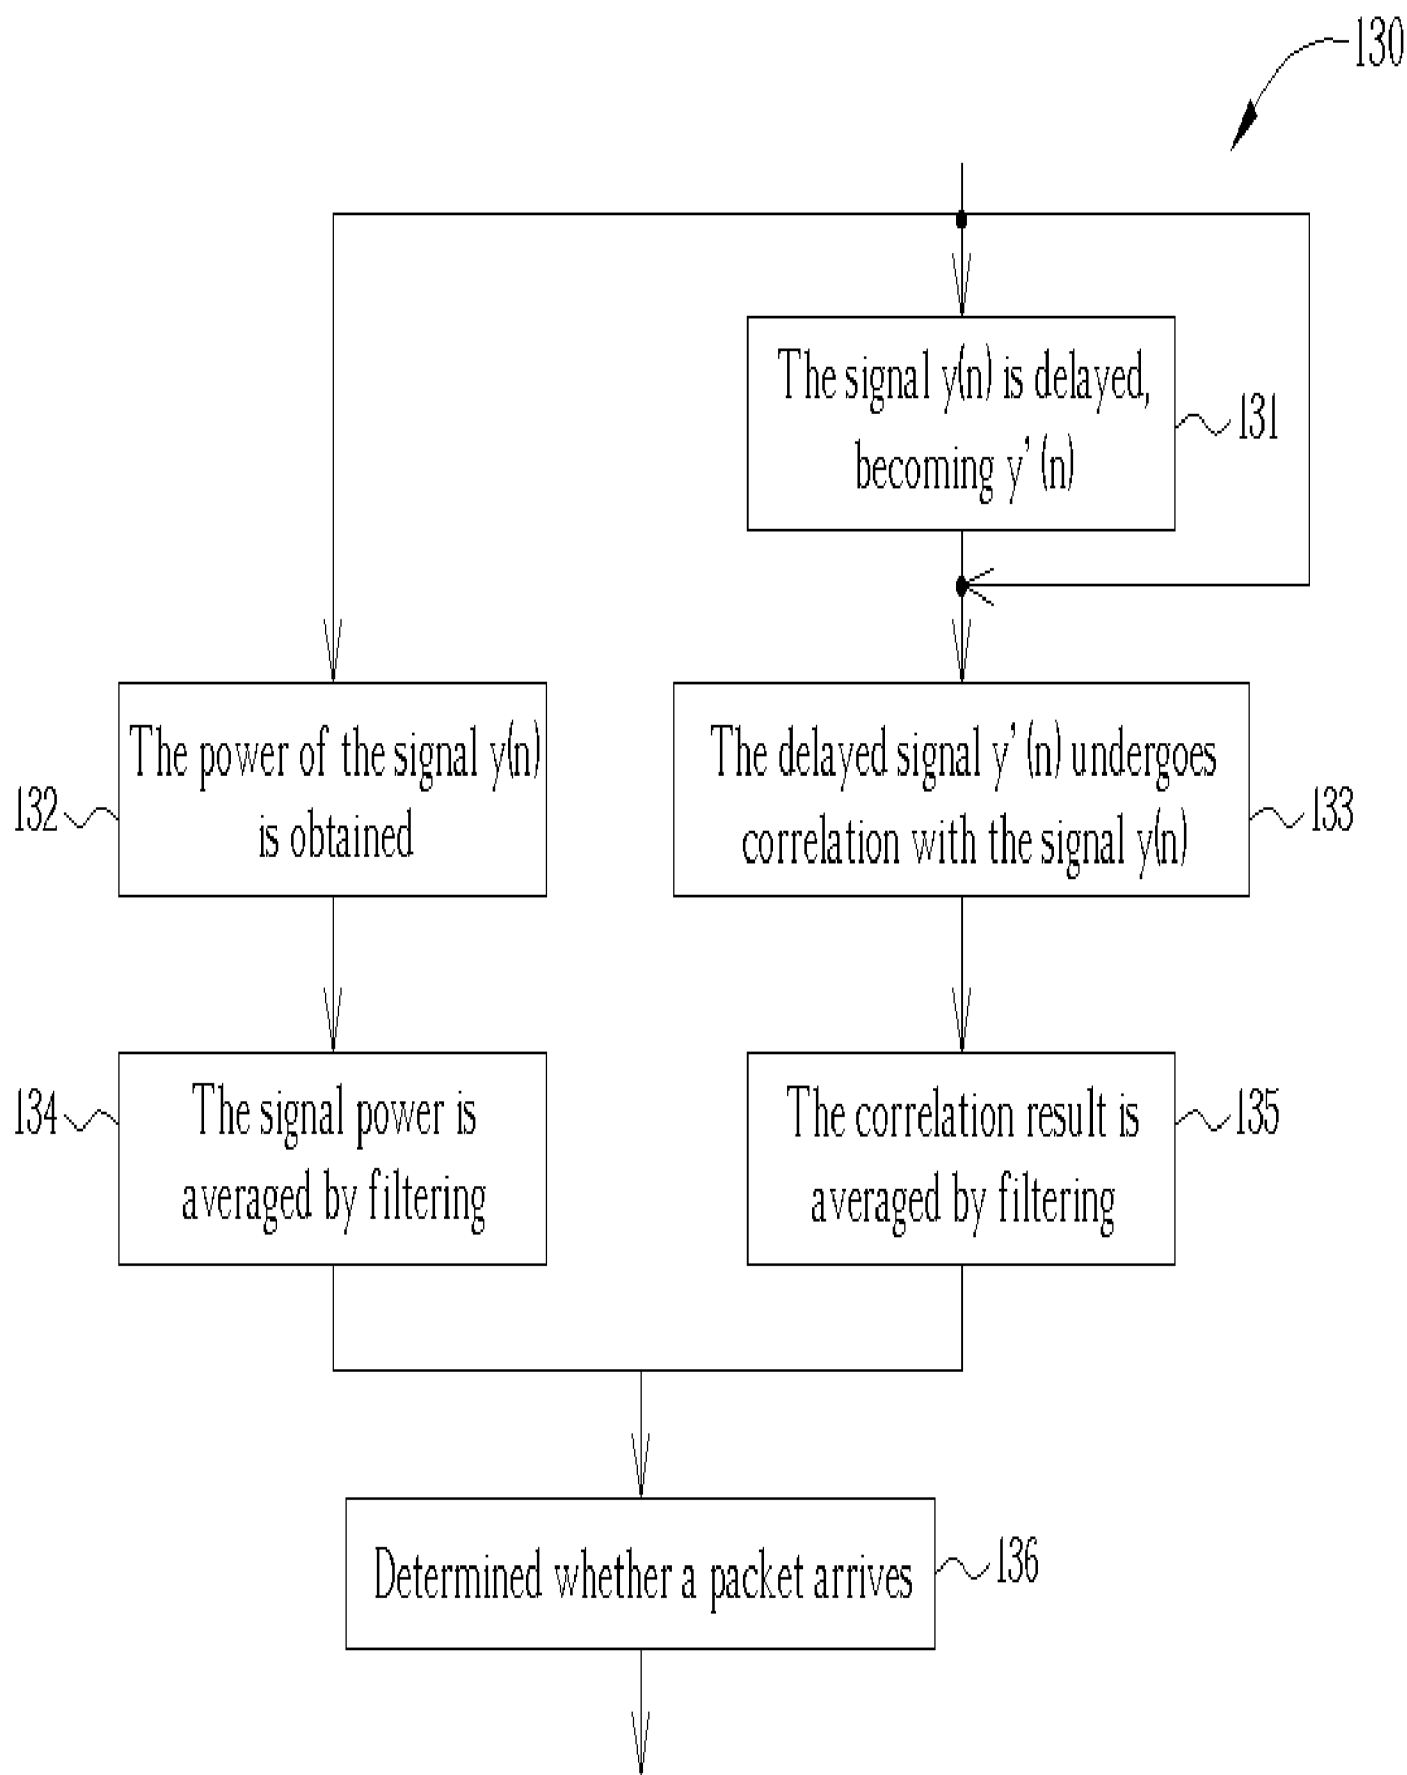 130
The signal y(n) is delayed,
becoming y'(n)
131
The power of the signal y(n)
is obtained
132
The delayed signal y'(n) undergoes
correlation with the signal y(n)
133
134
The signal power is
averaged by filtering
The correlation result is
averaged by filtering
135
Determined whether a packet arrives
136